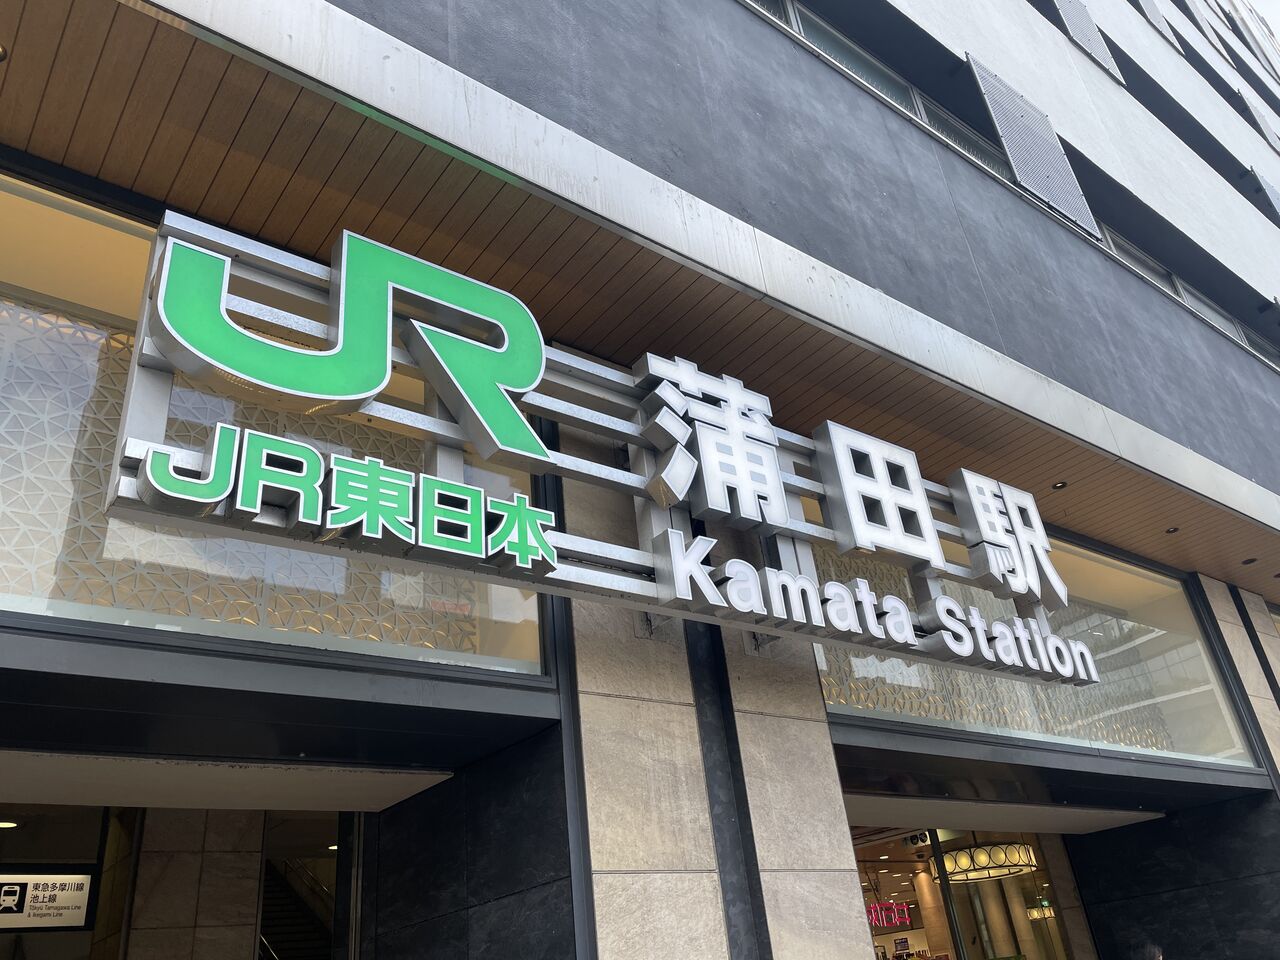 JR
JR東日本
蒲田駅
Kamata Station
東急多摩川線
池上線
Tōkyū Tamagawa Line
& Ikegami Line